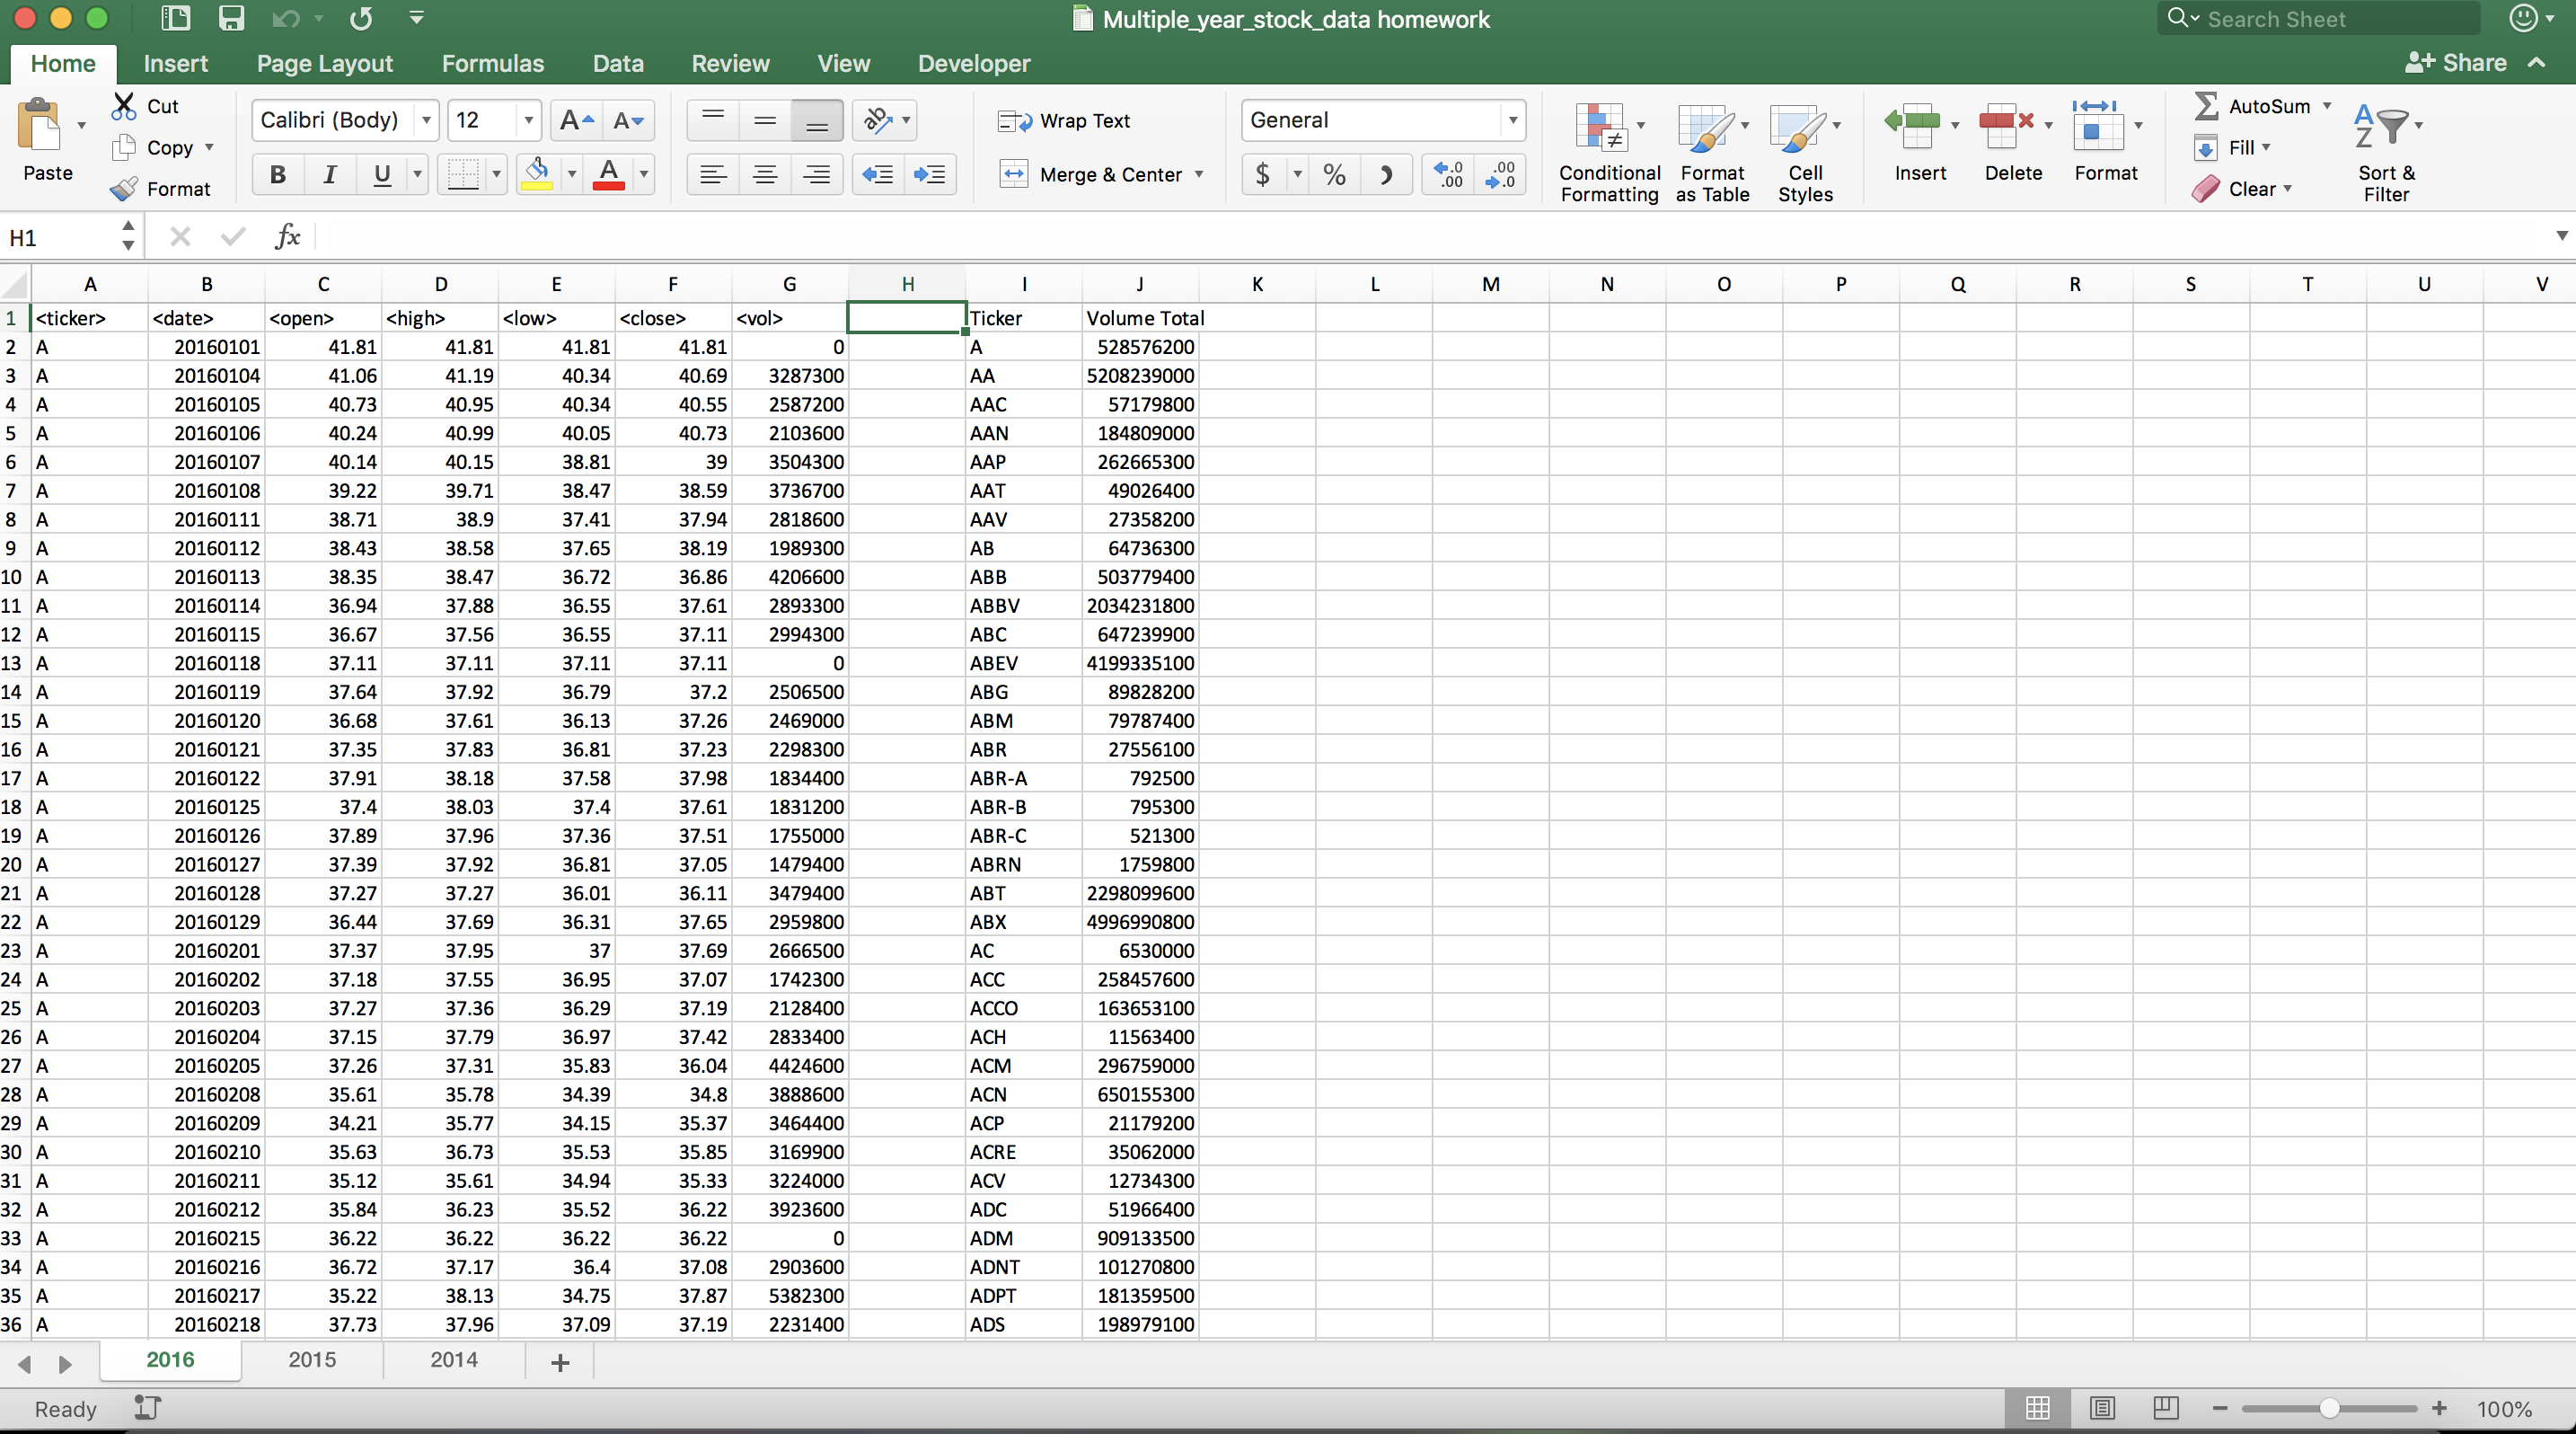 Multiple_year_stock_data homework
Search Sheet
Home Insert Page Layout Formulas Data Review View Developer
Share
Paste
Cut
Copy
Format
Calibri (Body) 12
B I U
Wrap Text
Merge & Center
General
$ %
Conditional Formatting
Format as Table
Cell Styles
Insert
Delete
Format
AutoSum
Fill
Clear
Sort & Filter
H1 fx
A B C D E F G H I J K L M N O P Q R S T U V
1 <ticker> <date> <open> <high> <low> <close> <vol> Ticker Volume Total
2 A 20160101 41.81 41.81 41.81 41.81 0 A 528576200
3 A 20160104 41.06 41.19 40.34 40.69 3287300 AA 5208239000
4 A 20160105 40.73 40.95 40.34 40.55 2587200 AAC 57179800
5 A 20160106 40.24 40.99 40.05 40.73 2103600 AAN 184809000
6 A 20160107 40.14 40.15 38.81 39 3504300 AAP 262665300
7 A 20160108 39.22 39.71 38.47 38.59 3736700 AAT 49026400
8 A 20160111 38.71 38.9 37.41 37.94 2818600 AAV 27358200
9 A 20160112 38.43 38.58 37.65 38.19 1989300 AB 64736300
10 A 20160113 38.35 38.47 36.72 36.86 4206600 ABB 503779400
11 A 20160114 36.94 37.88 36.55 37.61 2893300 ABBV 2034231800
12 A 20160115 36.67 37.56 36.55 37.11 2994300 ABC 647239900
13 A 20160118 37.11 37.11 37.11 37.11 0 ABEV 4199335100
14 A 20160119 37.64 37.92 36.79 37.2 2506500 ABG 89828200
15 A 20160120 36.68 37.61 36.13 37.26 2469000 ABM 79787400
16 A 20160121 37.35 37.83 36.81 37.23 2298300 ABR 27556100
17 A 20160122 37.91 38.18 37.58 37.98 1834400 ABR-A 792500
18 A 20160125 37.4 38.03 37.4 37.61 1831200 ABR-B 795300
19 A 20160126 37.89 37.96 37.36 37.51 1755000 ABR-C 521300
20 A 20160127 37.39 37.92 36.81 37.05 1479400 ABRN 1759800
21 A 20160128 37.27 37.27 36.01 36.11 3479400 ABT 2298099600
22 A 20160129 36.44 37.69 36.31 37.65 2959800 ABX 4996990800
23 A 20160201 37.37 37.95 37 37.69 2666500 AC 6530000
24 A 20160202 37.18 37.55 36.95 37.07 1742300 ACC 258457600
25 A 20160203 37.27 37.36 36.29 37.19 2128400 ACCO 163653100
26 A 20160204 37.15 37.79 36.97 37.42 2833400 ACH 11563400
27 A 20160205 37.26 37.31 35.83 36.04 4424600 ACM 296759000
28 A 20160208 35.61 35.78 34.39 34.8 3888600 ACN 650155300
29 A 20160209 34.21 35.77 34.15 35.37 3464400 ACP 21179200
30 A 20160210 35.63 36.73 35.53 35.85 3169900 ACRE 35062000
31 A 20160211 35.12 35.61 34.94 35.33 3224000 ACV 12734300
32 A 20160212 35.84 36.23 35.52 36.22 3923600 ADC 51966400
33 A 20160215 36.22 36.22 36.22 36.22 0 ADM 909133500
34 A 20160216 36.72 37.17 36.4 37.08 2903600 ADNT 101270800
35 A 20160217 35.22 38.13 34.75 37.87 5382300 ADPT 181359500
36 A 20160218 37.73 37.96 37.09 37.19 2231400 ADS 198979100
2016 2015 2014 +
Ready 100%